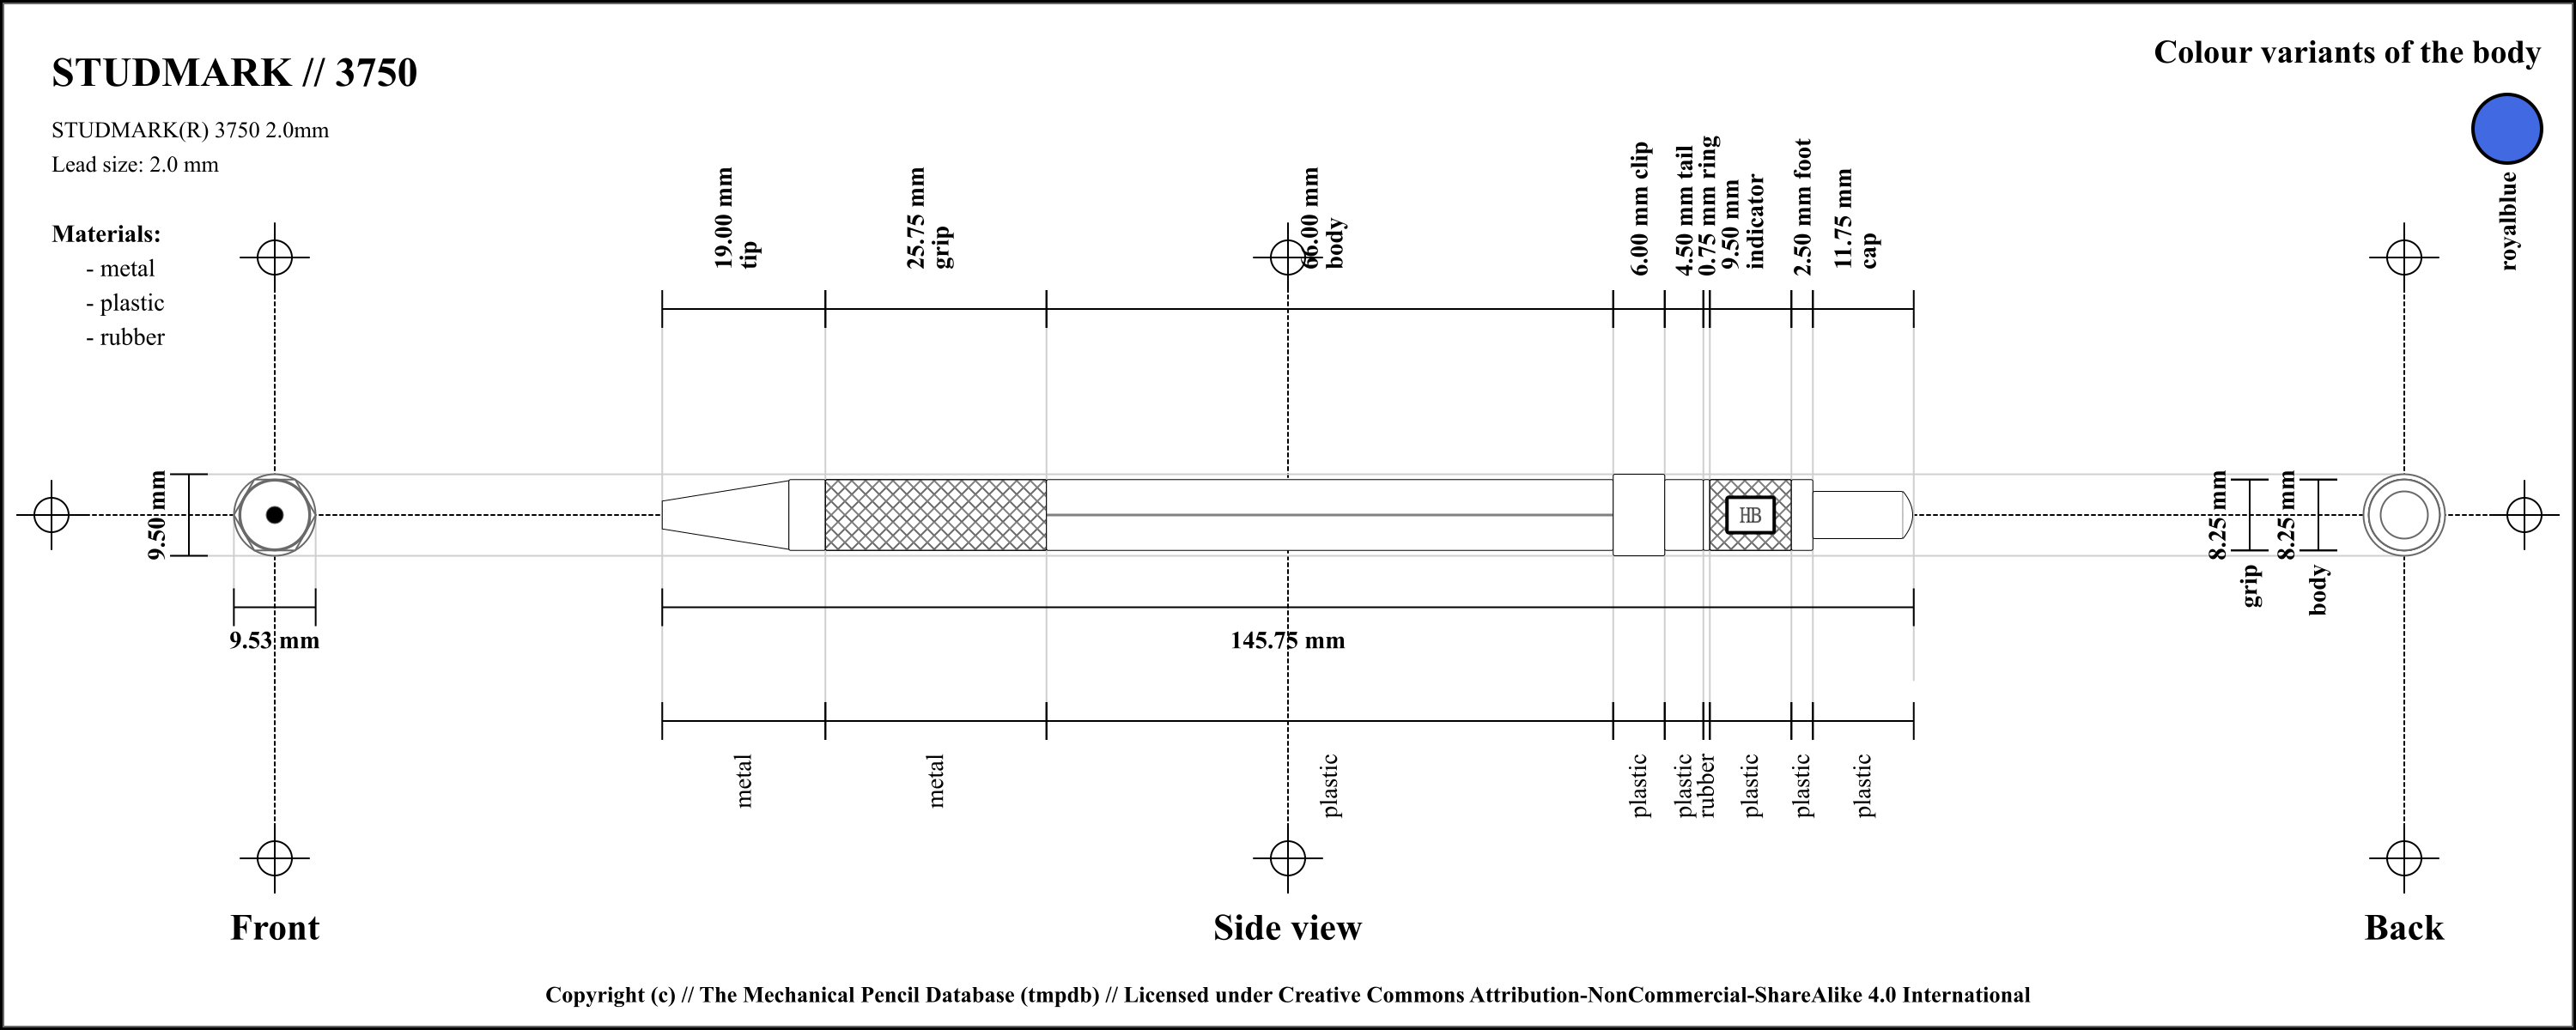 STUDMARK // 3750
Colour variants of the body
STUDMARK(R) 3750 2.0mm
Lead size: 2.0 mm
royalblue
Materials:
- metal
- plastic
- rubber
19.00 mm
tip
25.75 mm
grip
66.00 mm
body
6.00 mm clip
4.50 mm tail
0.75 mm ring
9.50 mm
indicator
2.50 mm foot
11.75 mm
cap
9.50 mm
HB
8.25 mm
grip
8.25 mm
body
9.53 mm
145.75 mm
metal
metal
plastic
plastic
plastic
rubber
plastic
plastic
plastic
Front
Side view
Back
Copyright (c) // The Mechanical Pencil Database (tmpdb) // Licensed under Creative Commons Attribution-NonCommercial-ShareAlike 4.0 International